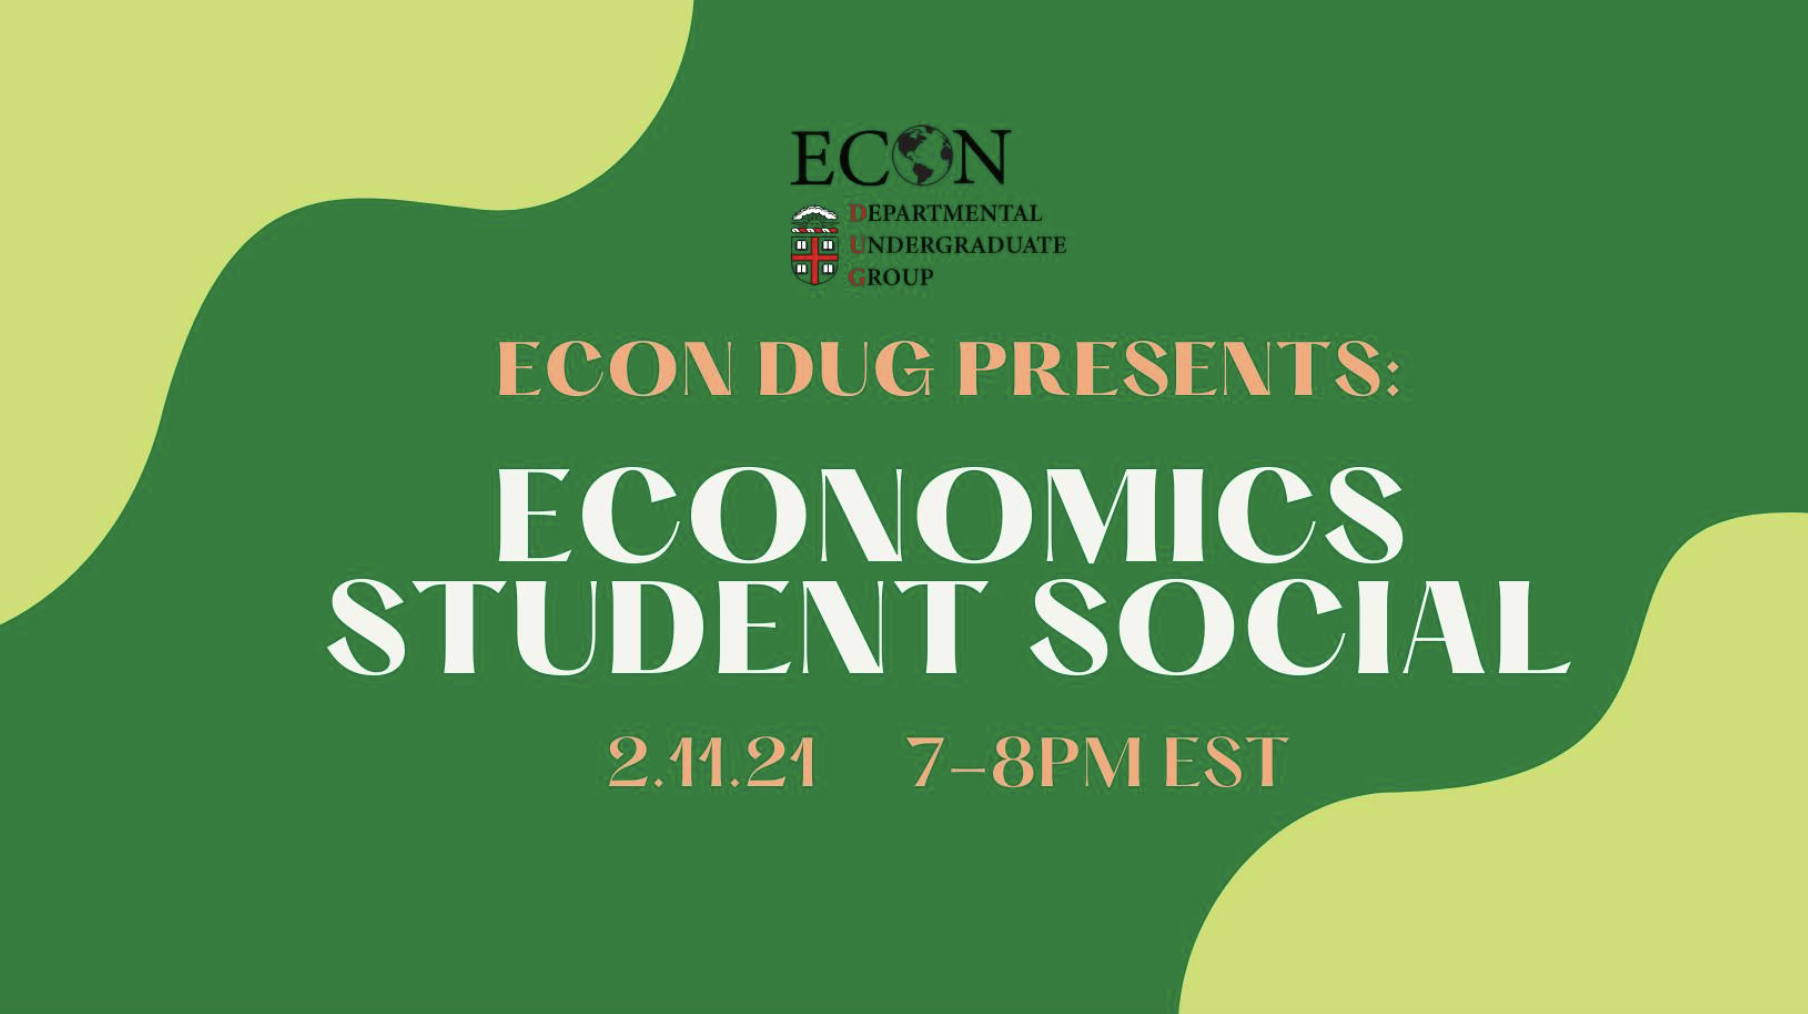 ECON
DEPARTMENTAL
UNDERGRADUATE
GROUP
ECON DUG PRESENTS:
ECONOMICS
STUDENT SOCIAL
2.11.21 7–8PM EST